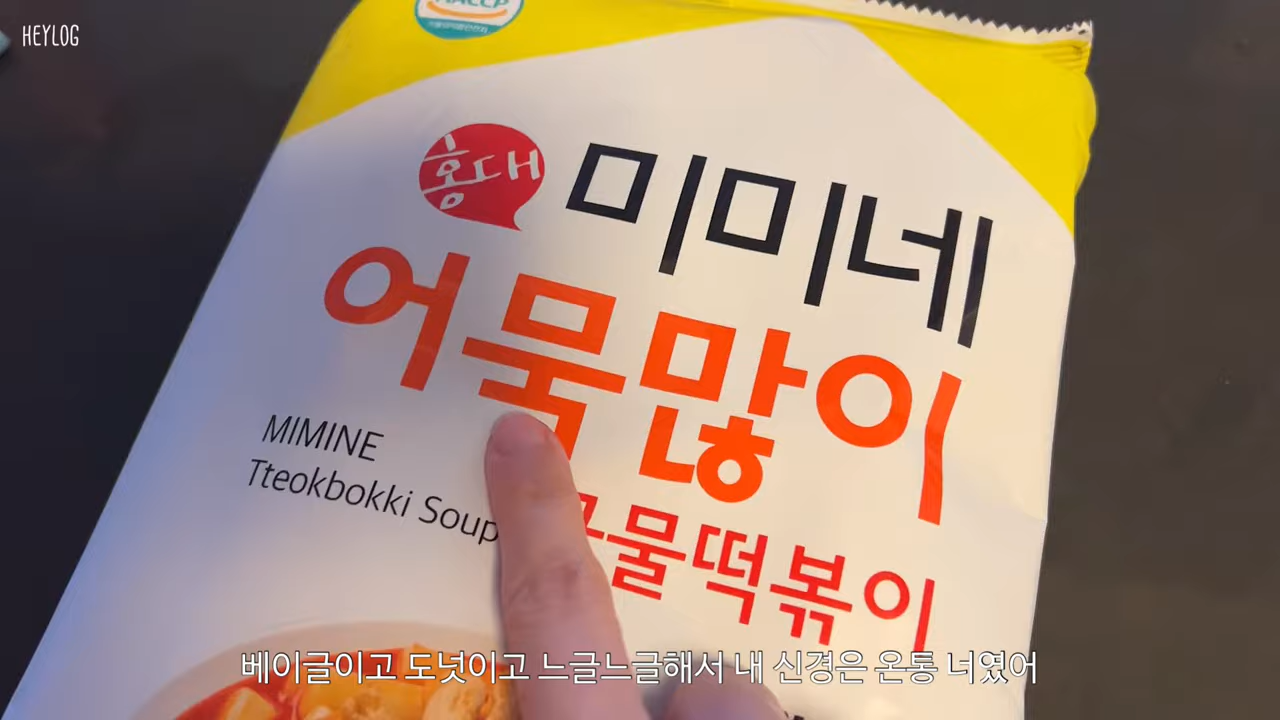 HEYLOG
HACCP
홍대
미미네
어묵많이
MIMINE
Tteokbokki Soup
물떡볶이
베이글이고 도넛이고 느글느글해서 내 신경은 온통 너였어